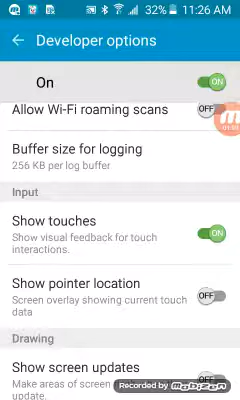 32% 11:26 AM
Developer options
On
ON
Allow Wi-Fi roaming scans
OFF
Buffer size for logging
256 KB per log buffer
Input
Show touches
Show visual feedback for touch
interactions.
ON
Show pointer location
Screen overlay showing current touch
data
OFF
Drawing
Show screen updates
Make areas of screen
update.
OFF
Recorded by Mobizen